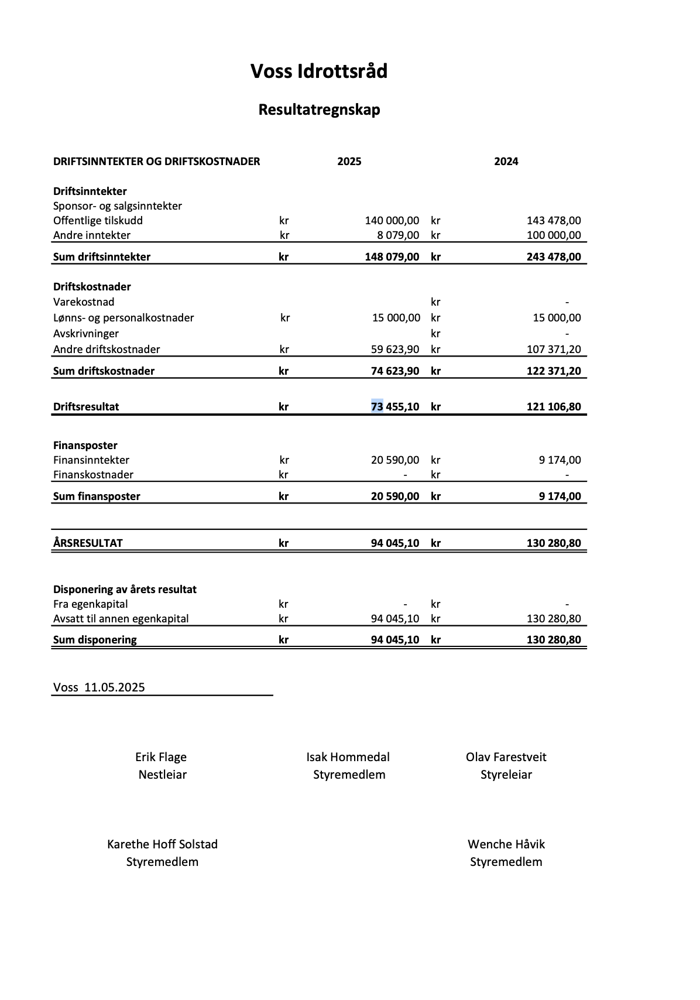 Voss Idrottsråd
Resultatregnskap
DRIFTSINNTEKTER OG DRIFTSKOSTNADER 2025 2024
Driftsinntekter
Sponsor- og salgsinntekter
Offentlige tilskudd kr 140 000,00 kr 143 478,00
Andre inntekter kr 8 079,00 kr 100 000,00
Sum driftsinntekter kr 148 079,00 kr 243 478,00
Driftskostnader
Varekostnad kr -
Lønns- og personalkostnader kr 15 000,00 kr 15 000,00
Avskrivninger kr -
Andre driftskostnader kr 59 623,90 kr 107 371,20
Sum driftskostnader kr 74 623,90 kr 122 371,20
Driftsresultat kr 73 455,10 kr 121 106,80
Finansposter
Finansinntekter kr 20 590,00 kr 9 174,00
Finanskostnader kr - kr -
Sum finansposter kr 20 590,00 kr 9 174,00
ÅRSRESULTAT kr 94 045,10 kr 130 280,80
Disponering av årets resultat
Fra egenkapital kr - kr -
Avsatt til annen egenkapital kr 94 045,10 kr 130 280,80
Sum disponering kr 94 045,10 kr 130 280,80
Voss 11.05.2025
Erik Flage Isak Hommedal Olav Farestveit
Nestleiar Styremedlem Styreleiar
Karethe Hoff Solstad Wenche Håvik
Styremedlem Styremedlem